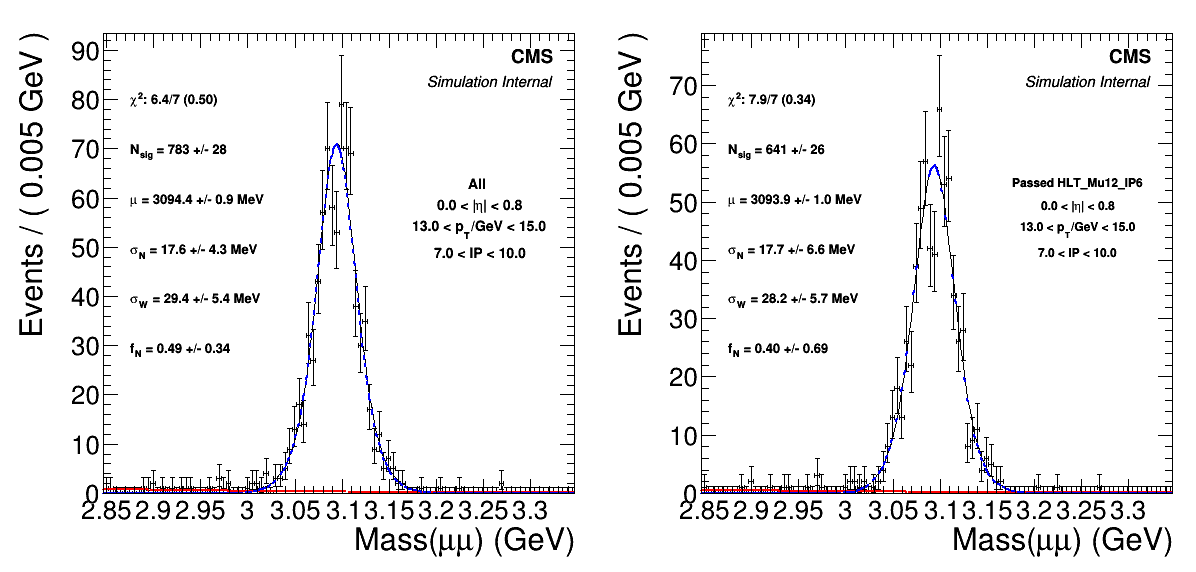 Events / ( 0.005 GeV )
90
80
70
60
50
40
30
20
10
0
CMS
Simulation Internal
χ²: 6.4/7 (0.50)
N_sig = 783 +/- 28
μ = 3094.4 +/- 0.9 MeV
σ_N = 17.6 +/- 4.3 MeV
σ_W = 29.4 +/- 5.4 MeV
f_N = 0.49 +/- 0.34
All
0.0 < |η| < 0.8
13.0 < p_T/GeV < 15.0
7.0 < IP < 10.0
2.85 2.9 2.95 3 3.05 3.1 3.15 3.2 3.25 3.3
Mass(μμ) (GeV)
Events / ( 0.005 GeV )
70
60
50
40
30
20
10
0
CMS
Simulation Internal
χ²: 7.9/7 (0.34)
N_sig = 641 +/- 26
μ = 3093.9 +/- 1.0 MeV
σ_N = 17.7 +/- 6.6 MeV
σ_W = 28.2 +/- 5.7 MeV
f_N = 0.40 +/- 0.69
Passed HLT_Mu12_IP6
0.0 < |η| < 0.8
13.0 < p_T/GeV < 15.0
7.0 < IP < 10.0
2.85 2.9 2.95 3 3.05 3.1 3.15 3.2 3.25 3.3
Mass(μμ) (GeV)